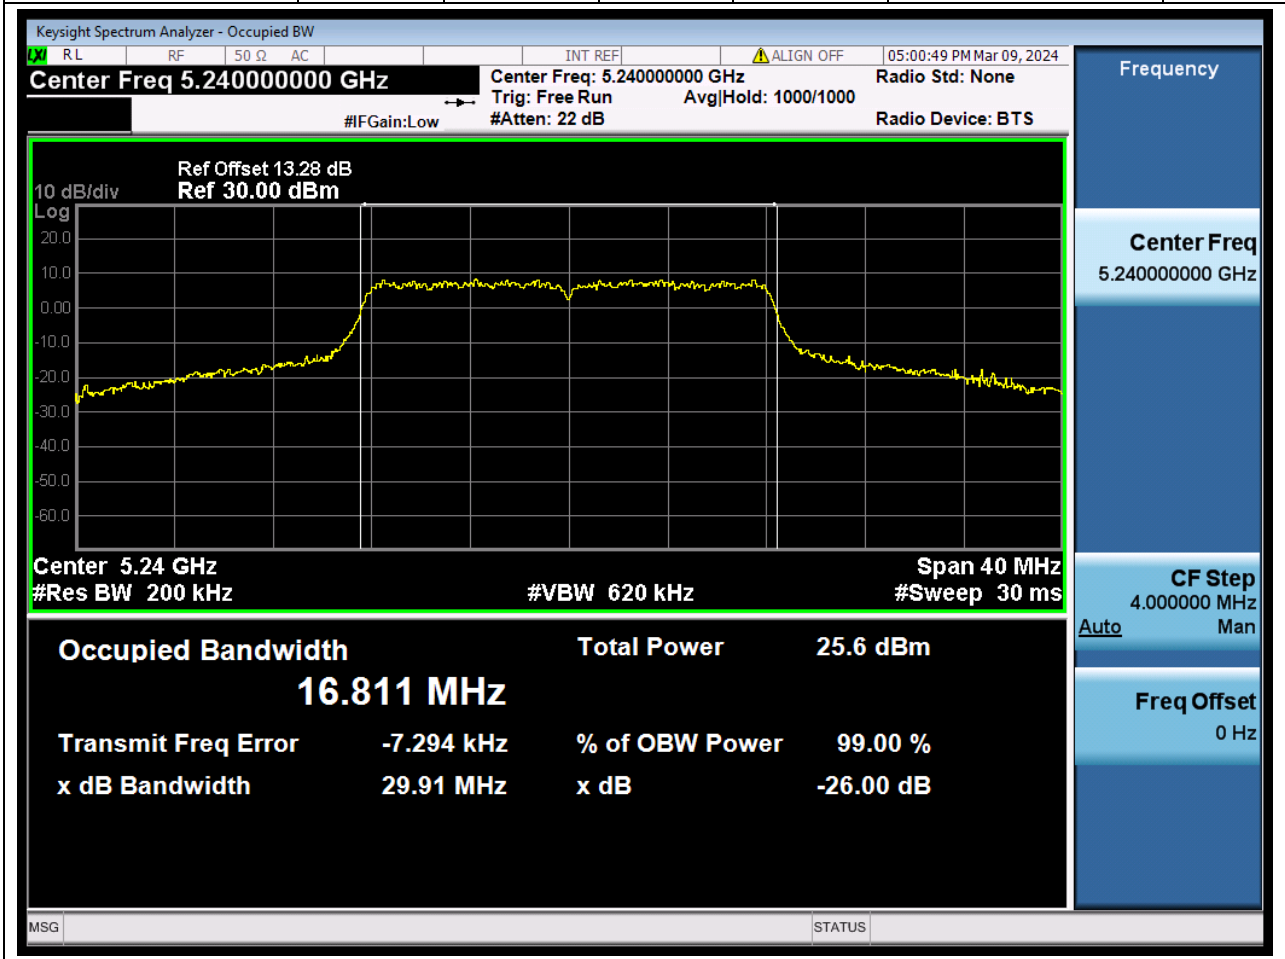 Keysight Spectrum Analyzer - Occupied BW
LXI RL RF 50 Ω AC INT REF ALIGN OFF 05:00:49 PM Mar 09, 2024
Center Freq 5.240000000 GHz
Center Freq: 5.240000000 GHz Radio Std: None
Trig: Free Run Avg|Hold: 1000/1000
#IFGain:Low #Atten: 22 dB Radio Device: BTS
Ref Offset 13.28 dB
10 dB/div Ref 30.00 dBm
Log
20.0
10.0
0.00
-10.0
-20.0
-30.0
-40.0
-50.0
-60.0
Center 5.24 GHz Span 40 MHz
#Res BW 200 kHz #VBW 620 kHz #Sweep 30 ms
Occupied Bandwidth Total Power 25.6 dBm
16.811 MHz
Transmit Freq Error -7.294 kHz % of OBW Power 99.00 %
x dB Bandwidth 29.91 MHz x dB -26.00 dB
MSG STATUS
Frequency
Center Freq
5.240000000 GHz
CF Step
4.000000 MHz
Auto Man
Freq Offset
0 Hz